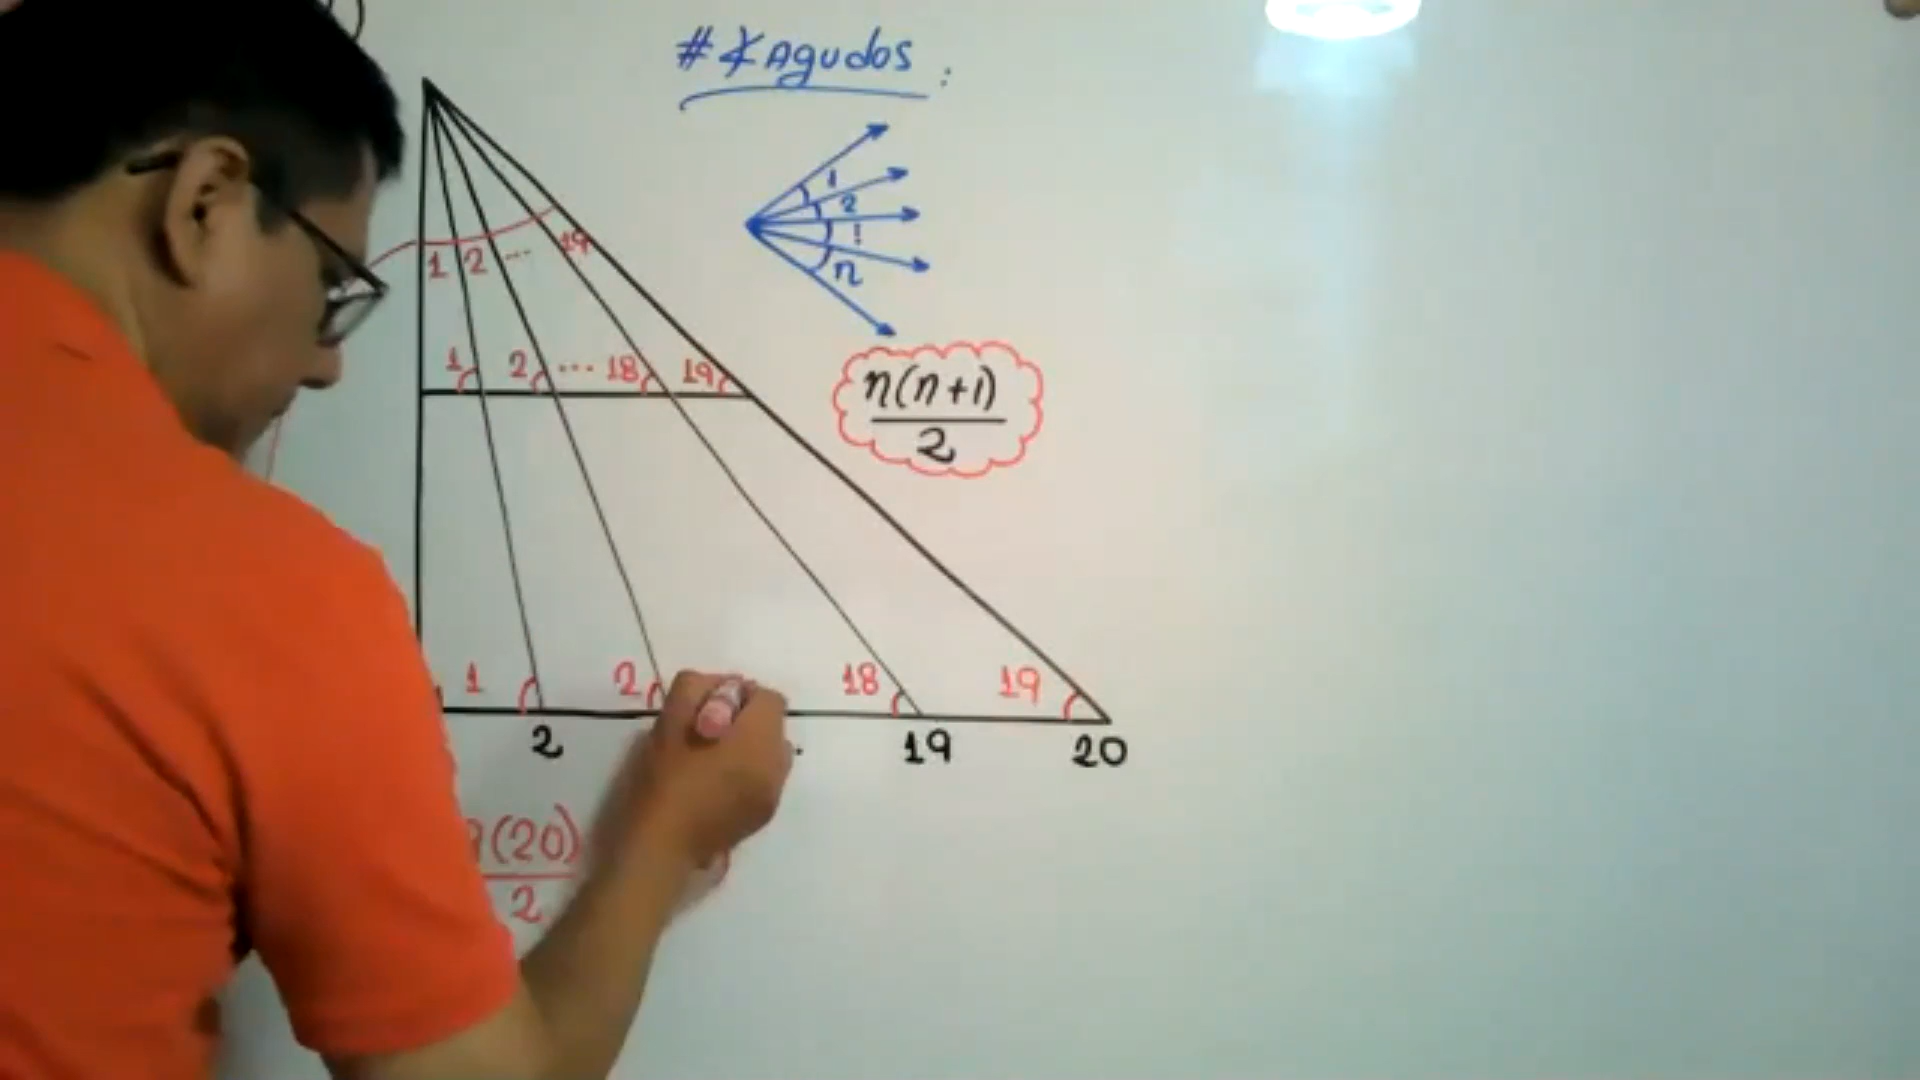 # ∡ Agudos :
1
2
⋮
n
1 2 ... 19
1 2 ... 18 19
n(n+1)
2
1 2 18 19
2 . 19 20
(20)
2